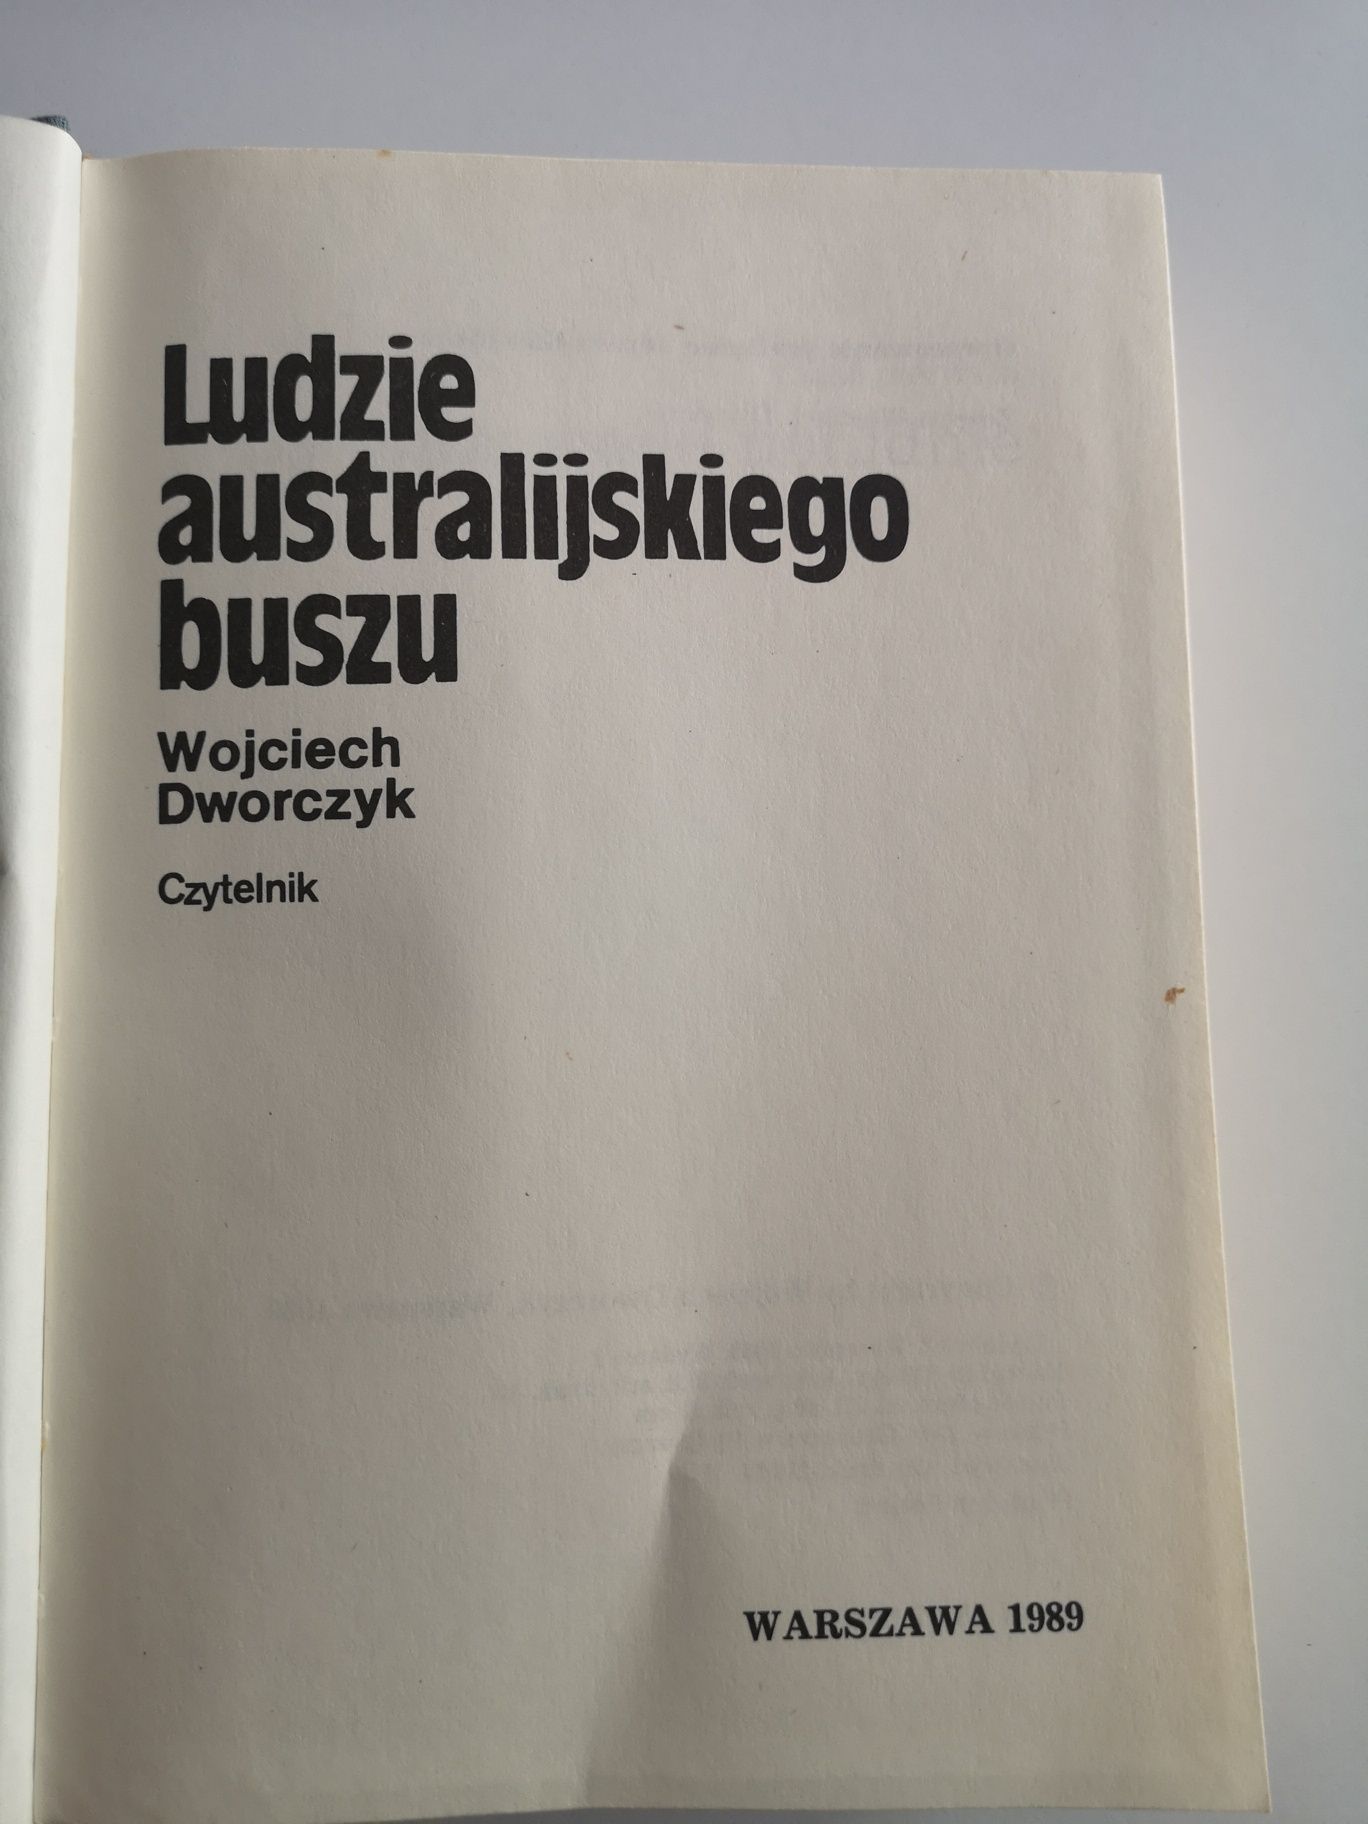 Ludzie
australijskiego
buszu
Wojciech
Dworczyk
Czytelnik
WARSZAWA 1989